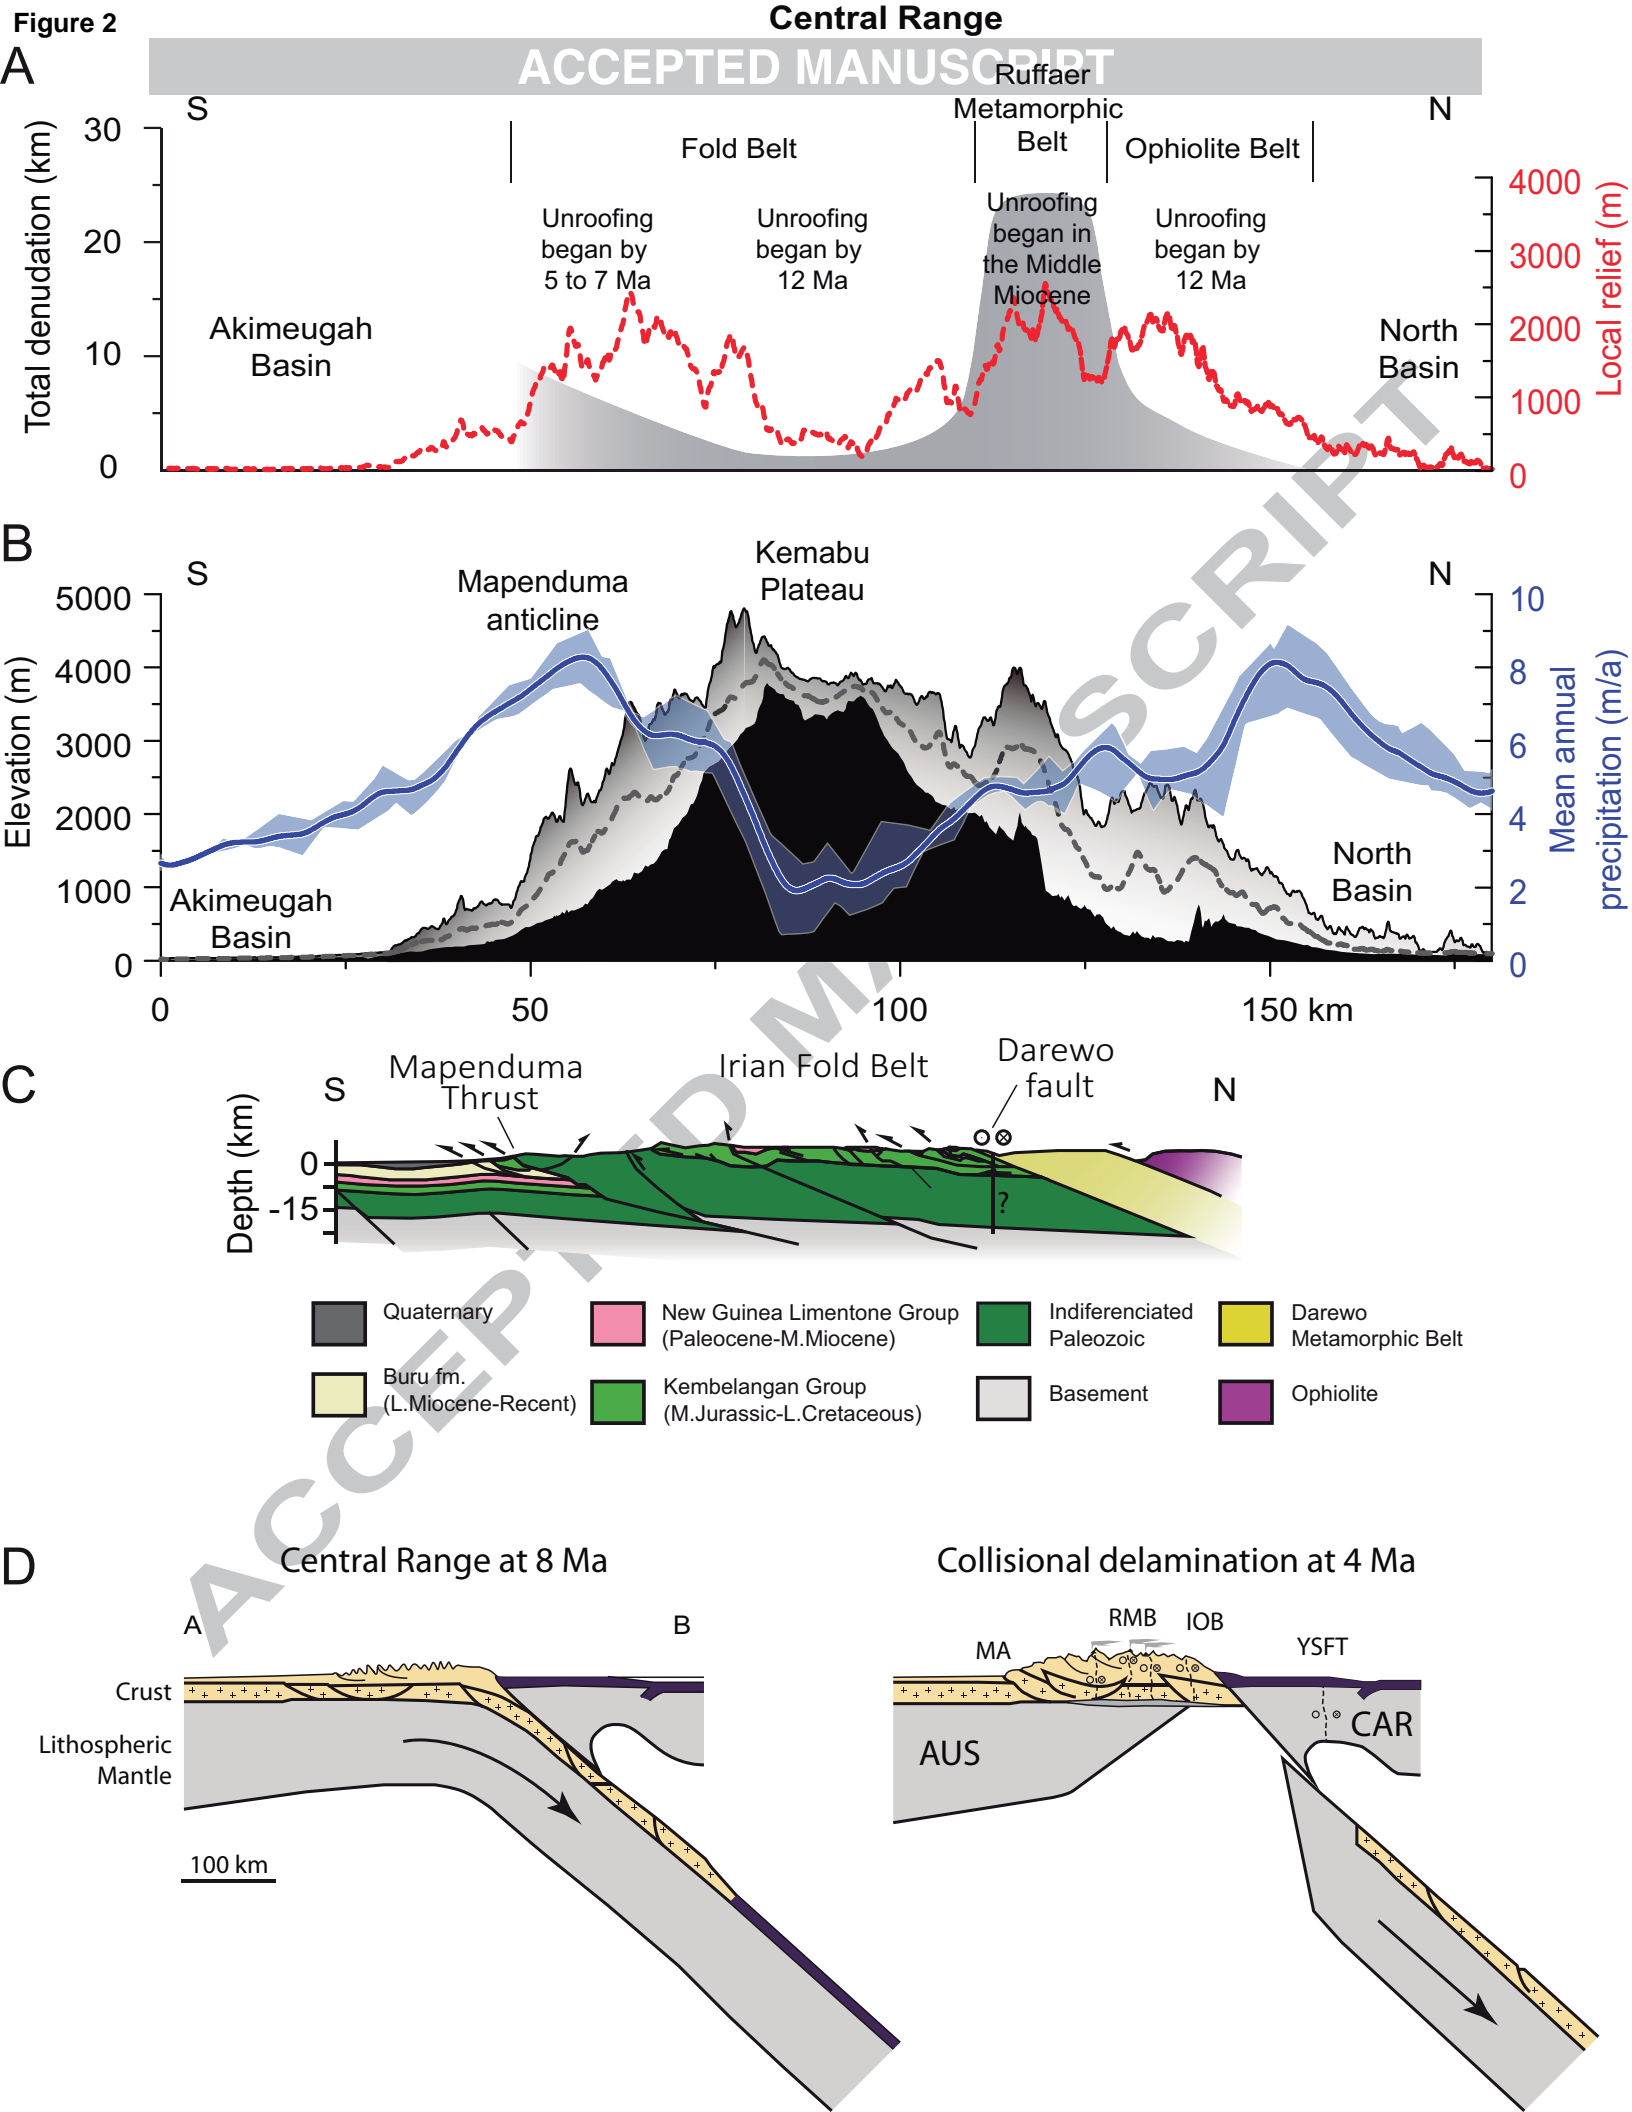 Figure 2
Central Range
ACCEPTED MANUSCRIPT
A
S
N
Ruffaer
Metamorphic
Belt
Fold Belt
Ophiolite Belt
Total denudation (km)
30
20
10
0
Local relief (m)
4000
3000
2000
1000
0
Unroofing
began by
5 to 7 Ma
Unroofing
began by
12 Ma
Unroofing
began in
the Middle
Miocene
Unroofing
began by
12 Ma
Akimeugah
Basin
North
Basin
B
S
N
Mapenduma
anticline
Kemabu
Plateau
Elevation (m)
5000
4000
3000
2000
1000
0
Mean annual
precipitation (m/a)
10
8
6
4
2
0
Akimeugah
Basin
North
Basin
0
50
100
150 km
C
S
N
Mapenduma
Thrust
Irian Fold Belt
Darewo
fault
Depth (km)
0
-15
?
Quaternary
Buru fm.
(L.Miocene-Recent)
New Guinea Limentone Group
(Paleocene-M.Miocene)
Kembelangan Group
(M.Jurassic-L.Cretaceous)
Indiferenciated
Paleozoic
Basement
Darewo
Metamorphic Belt
Ophiolite
D
Central Range at 8 Ma
A
B
Crust
Lithospheric
Mantle
100 km
Collisional delamination at 4 Ma
MA
RMB
IOB
YSFT
AUS
CAR
ACCEPTED MA SCRIPT